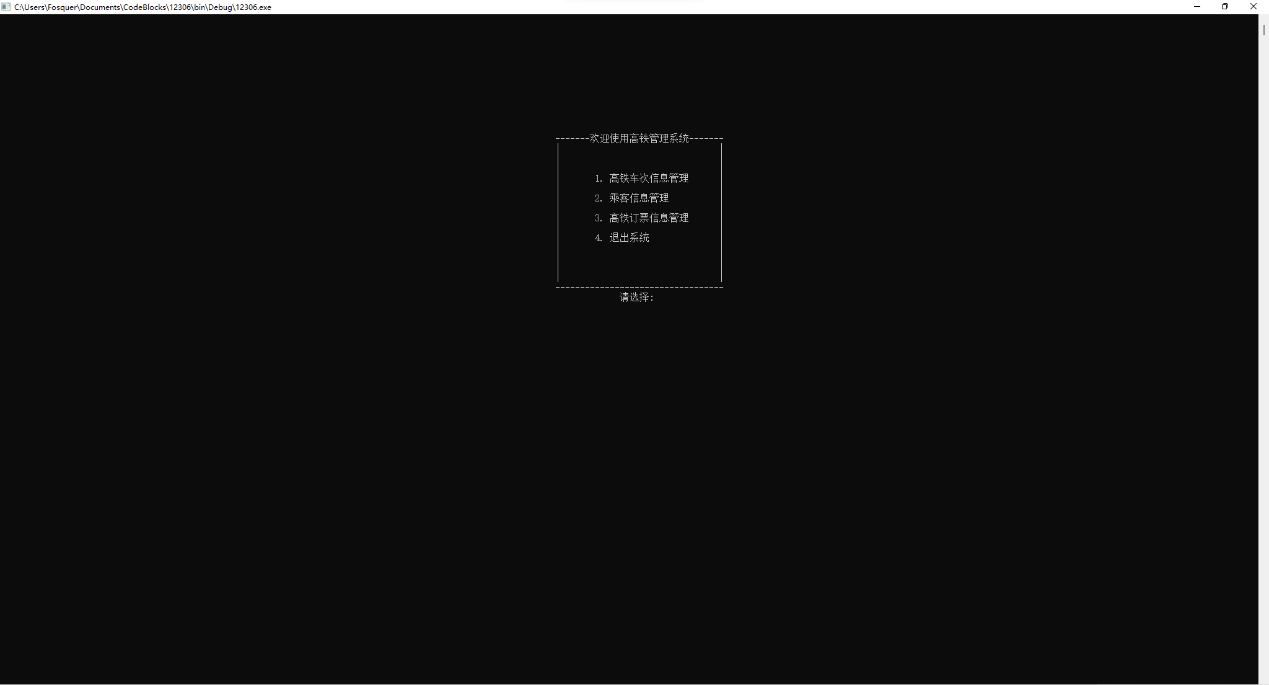 C:\Users\Fosquer\Documents\CodeBlocks\12306\bin\Debug\12306.exe
-------欢迎使用高铁管理系统-------
1. 高铁车次信息管理
2. 乘客信息管理
3. 高铁订票信息管理
4. 退出系统
----------------------------------
请选择: